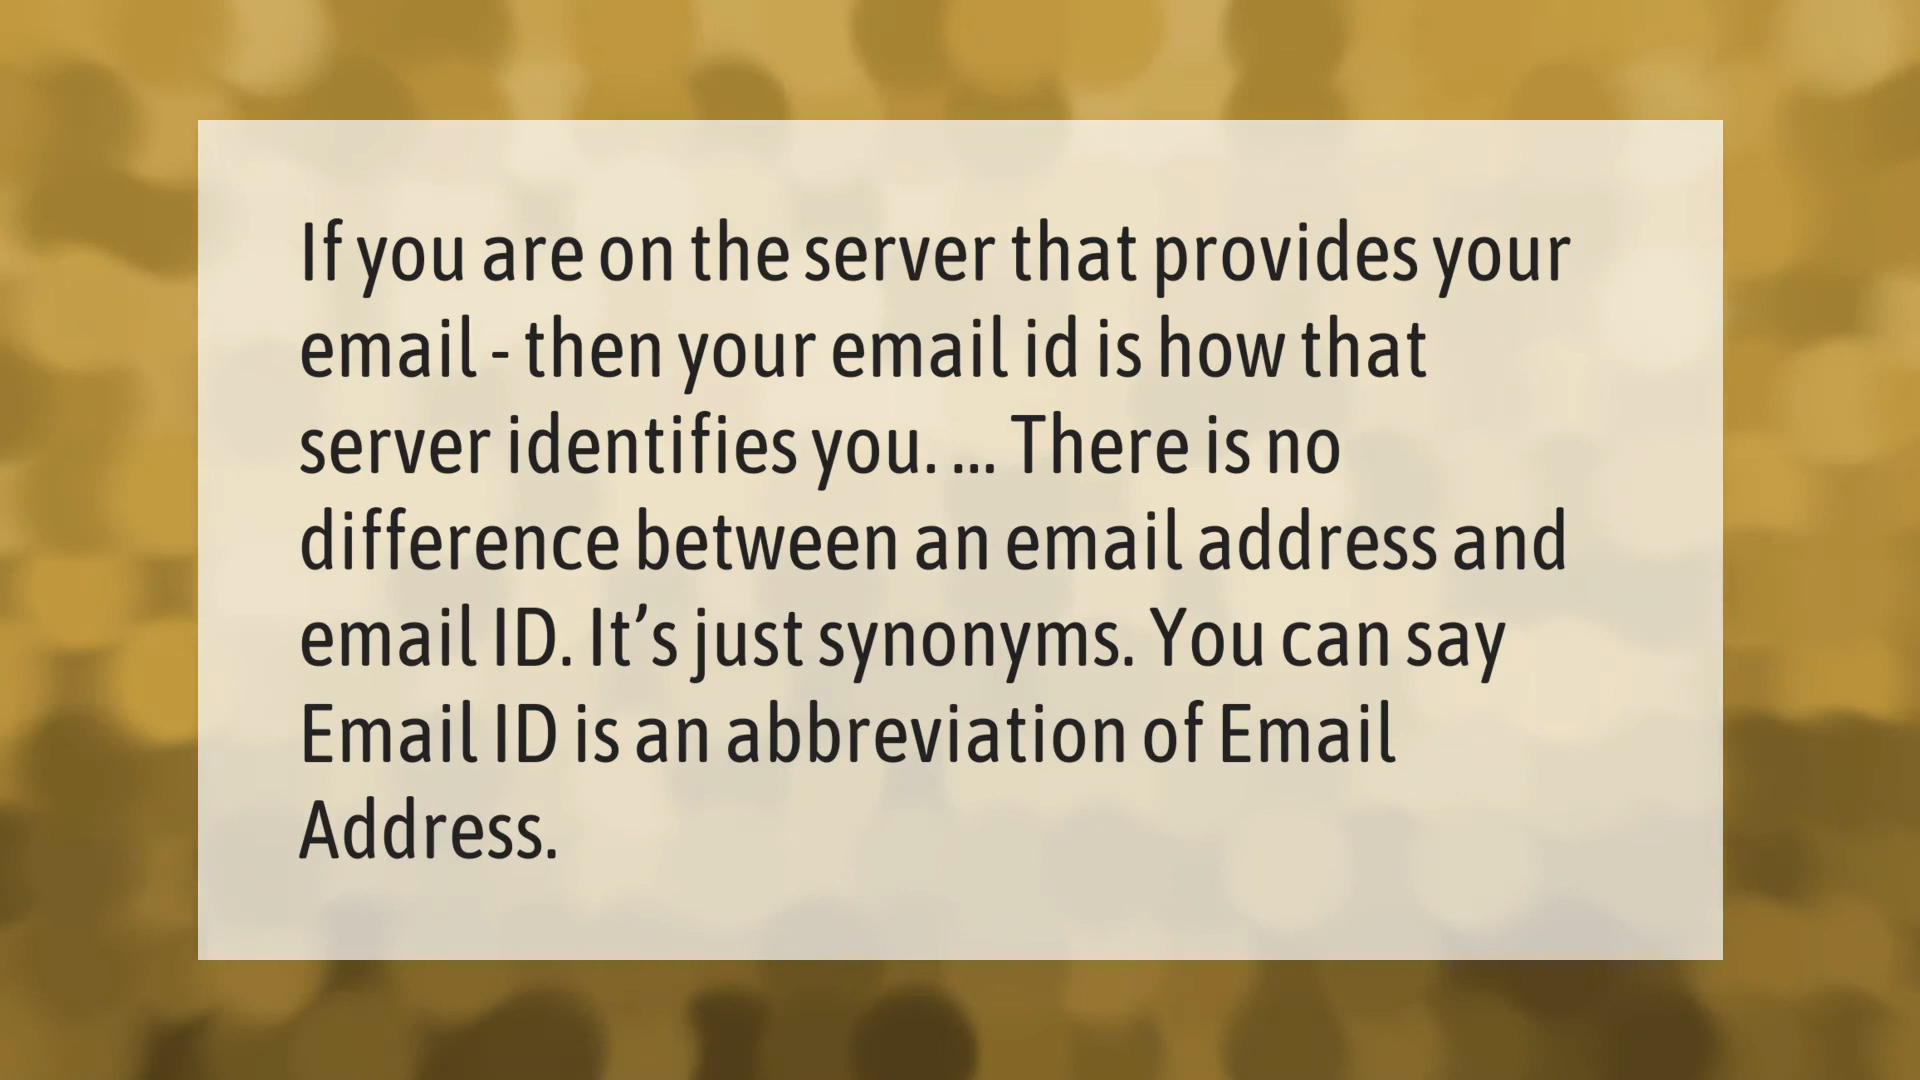 If you are on the server that provides your
email - then your email id is how that
server identifies you. ... There is no
difference between an email address and
email ID. It’s just synonyms. You can say
Email ID is an abbreviation of Email
Address.